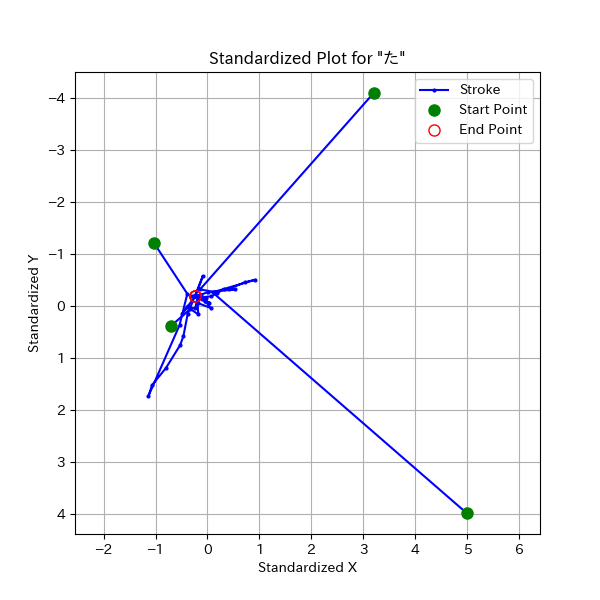 Standardized Plot for "た"
Stroke
Start Point
End Point
−4
−3
−2
−1
0
1
2
3
4
Standardized Y
−2 −1 0 1 2 3 4 5 6
Standardized X